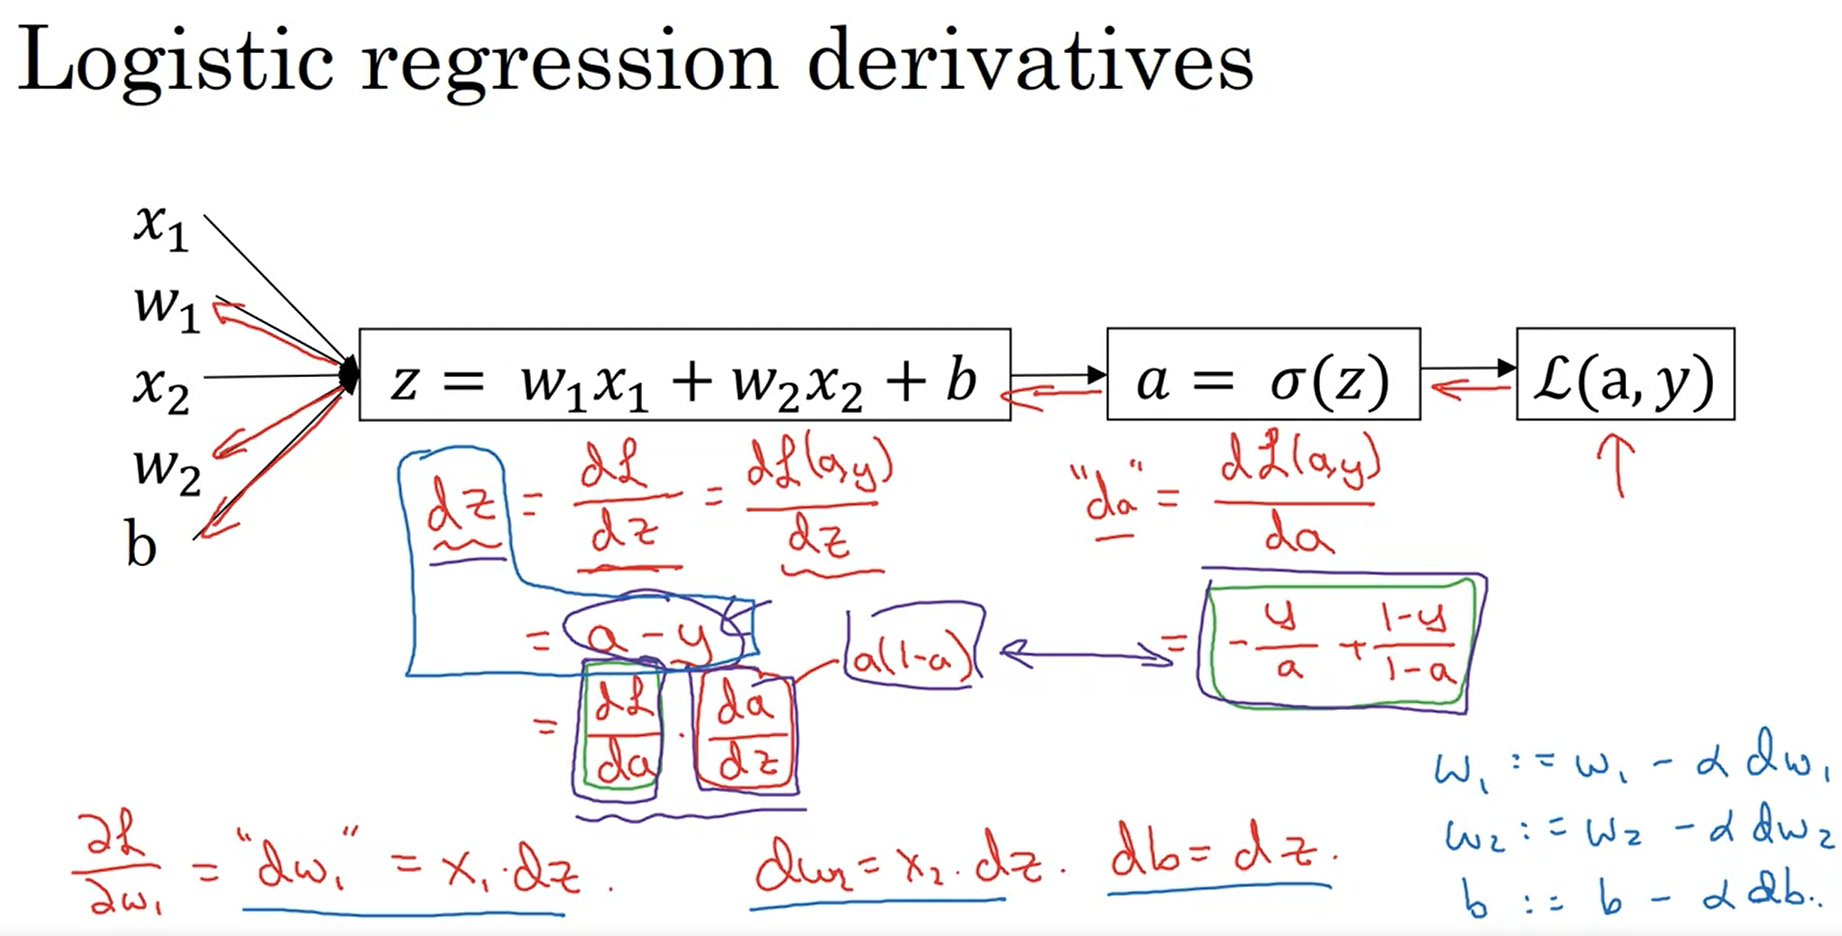 Logistic regression derivatives
x₁
w₁
x₂
w₂
b
z = w₁x₁ + w₂x₂ + b
a = σ(z)
ℒ(a, y)
dz = dℒ/dz = dℒ(a,y)/dz
"da" = dℒ(a,y)/da
= a - y
a(1-a)
= - y/a + (1-y)/(1-a)
= dℒ/da · da/dz
∂ℒ/∂w₁ = "dw₁" = x₁·dz.
dw₂ = x₂·dz.
db = dz.
w₁ := w₁ - α dw₁
w₂ := w₂ - α dw₂
b := b - α db.